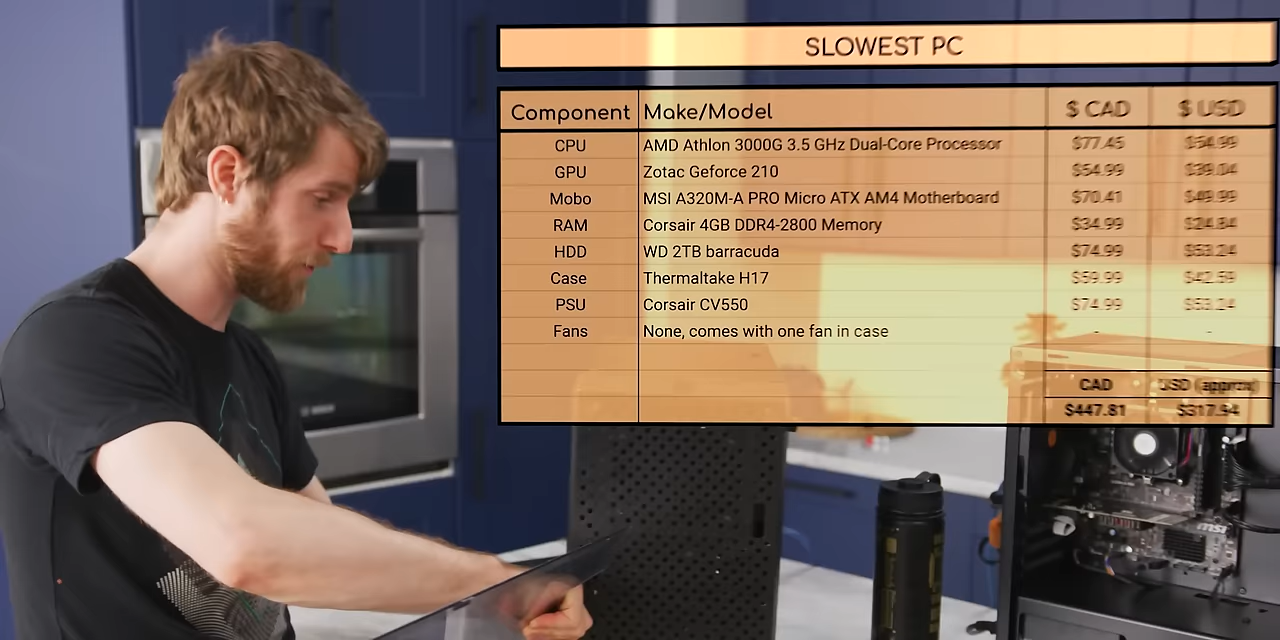 SLOWEST PC
Component Make/Model $ CAD $ USD
CPU AMD Athlon 3000G 3.5 GHz Dual-Core Processor $77.45 $54.99
GPU Zotac Geforce 210 $54.99 $39.04
Mobo MSI A320M-A PRO Micro ATX AM4 Motherboard $70.41 $49.99
RAM Corsair 4GB DDR4-2800 Memory $34.99 $24.84
HDD WD 2TB barracuda $74.99 $53.24
Case Thermaltake H17 $59.99 $42.59
PSU Corsair CV550 $74.99 $53.24
Fans None, comes with one fan in case - -
CAD USD (approx)
$447.81 $317.94
msi